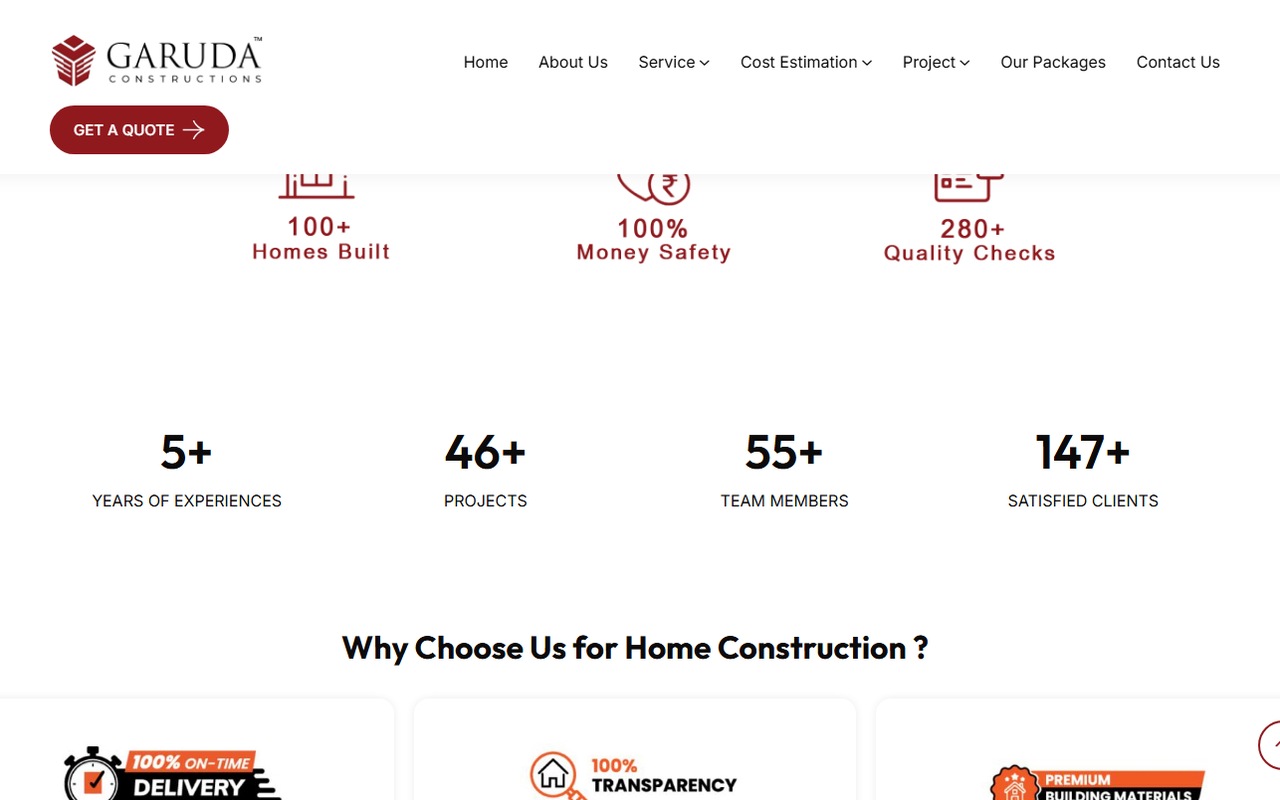 GARUDA™
CONSTRUCTIONS
Home About Us Service Cost Estimation Project Our Packages Contact Us
GET A QUOTE
100+ 100% 280+
Homes Built Money Safety Quality Checks
5+ 46+ 55+ 147+
YEARS OF EXPERIENCES PROJECTS TEAM MEMBERS SATISFIED CLIENTS
Why Choose Us for Home Construction ?
100% ON-TIME
DELIVERY
100%
TRANSPARENCY
PREMIUM
BUILDING MATERIALS